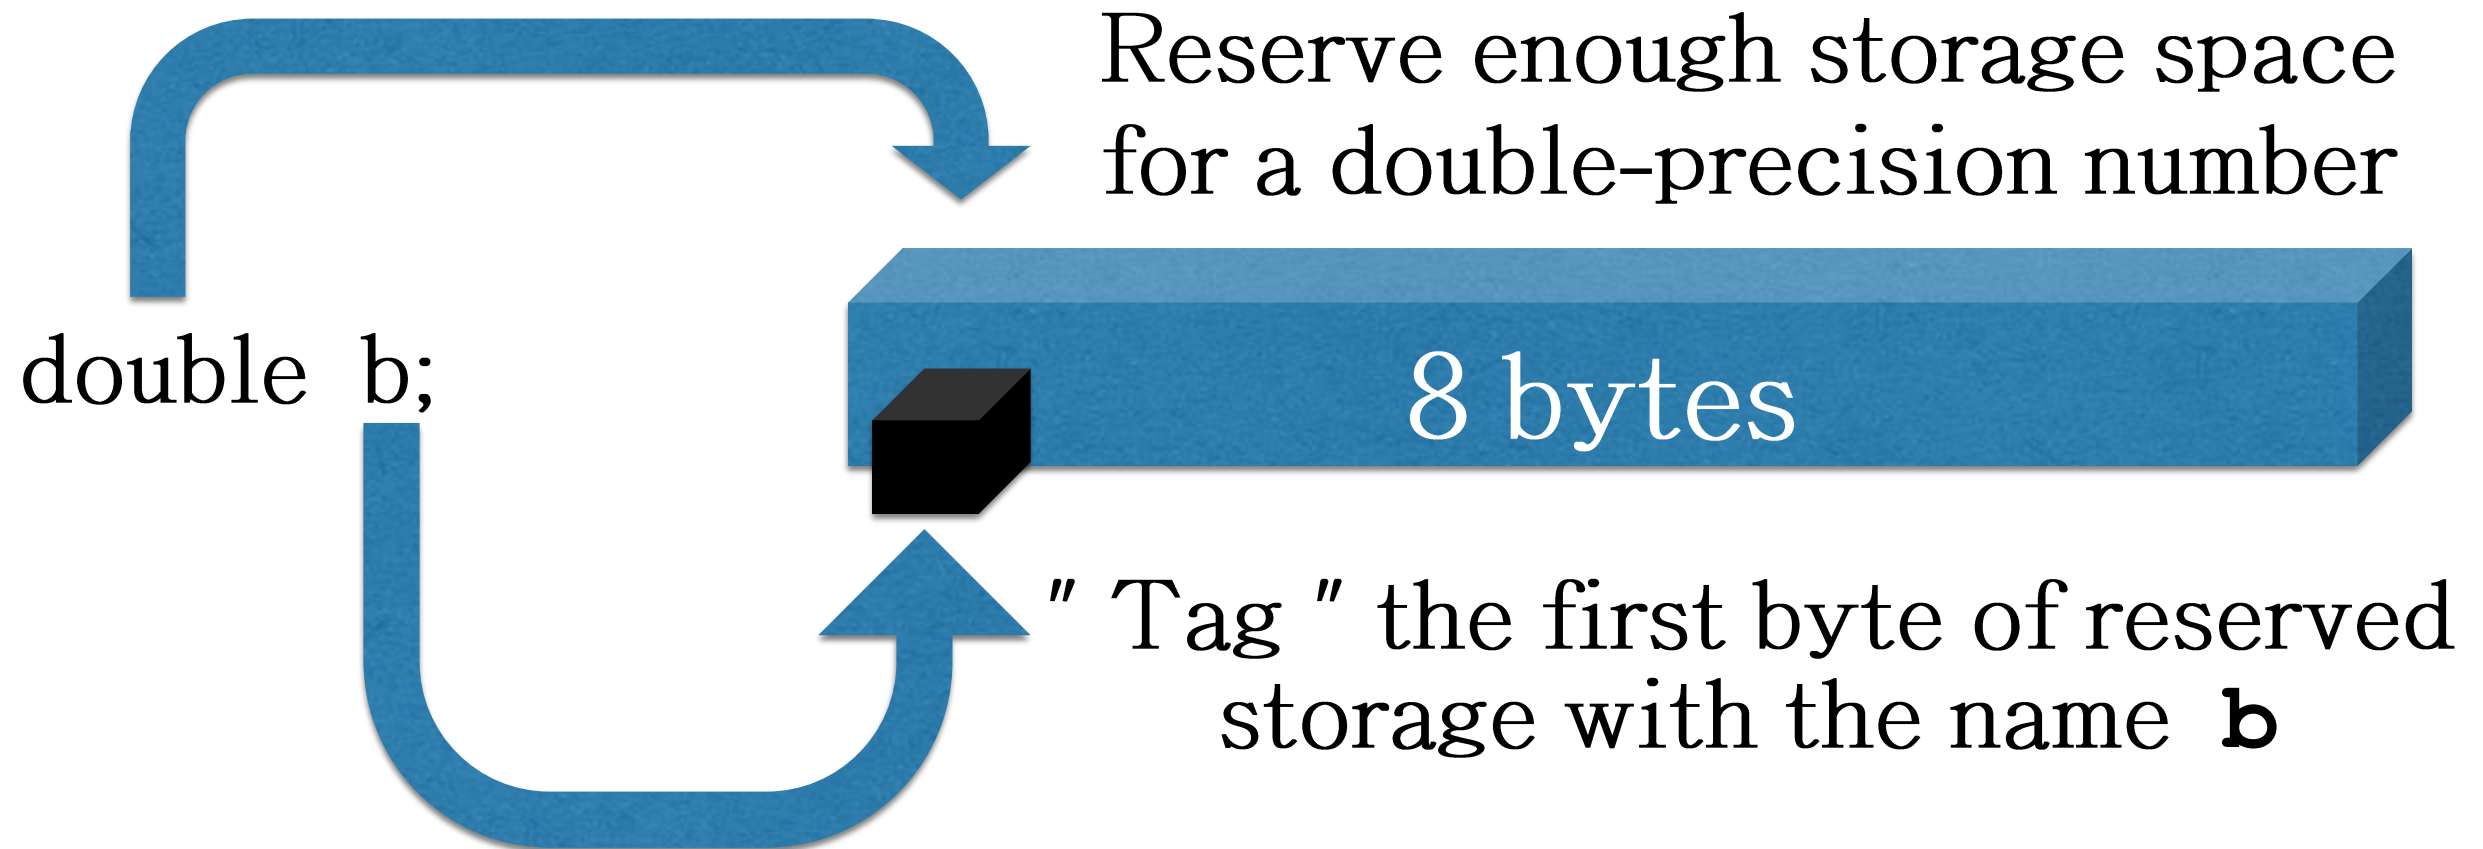 Reserve enough storage space
for a double-precision number
double b;
8 bytes
" Tag " the first byte of reserved
storage with the name b